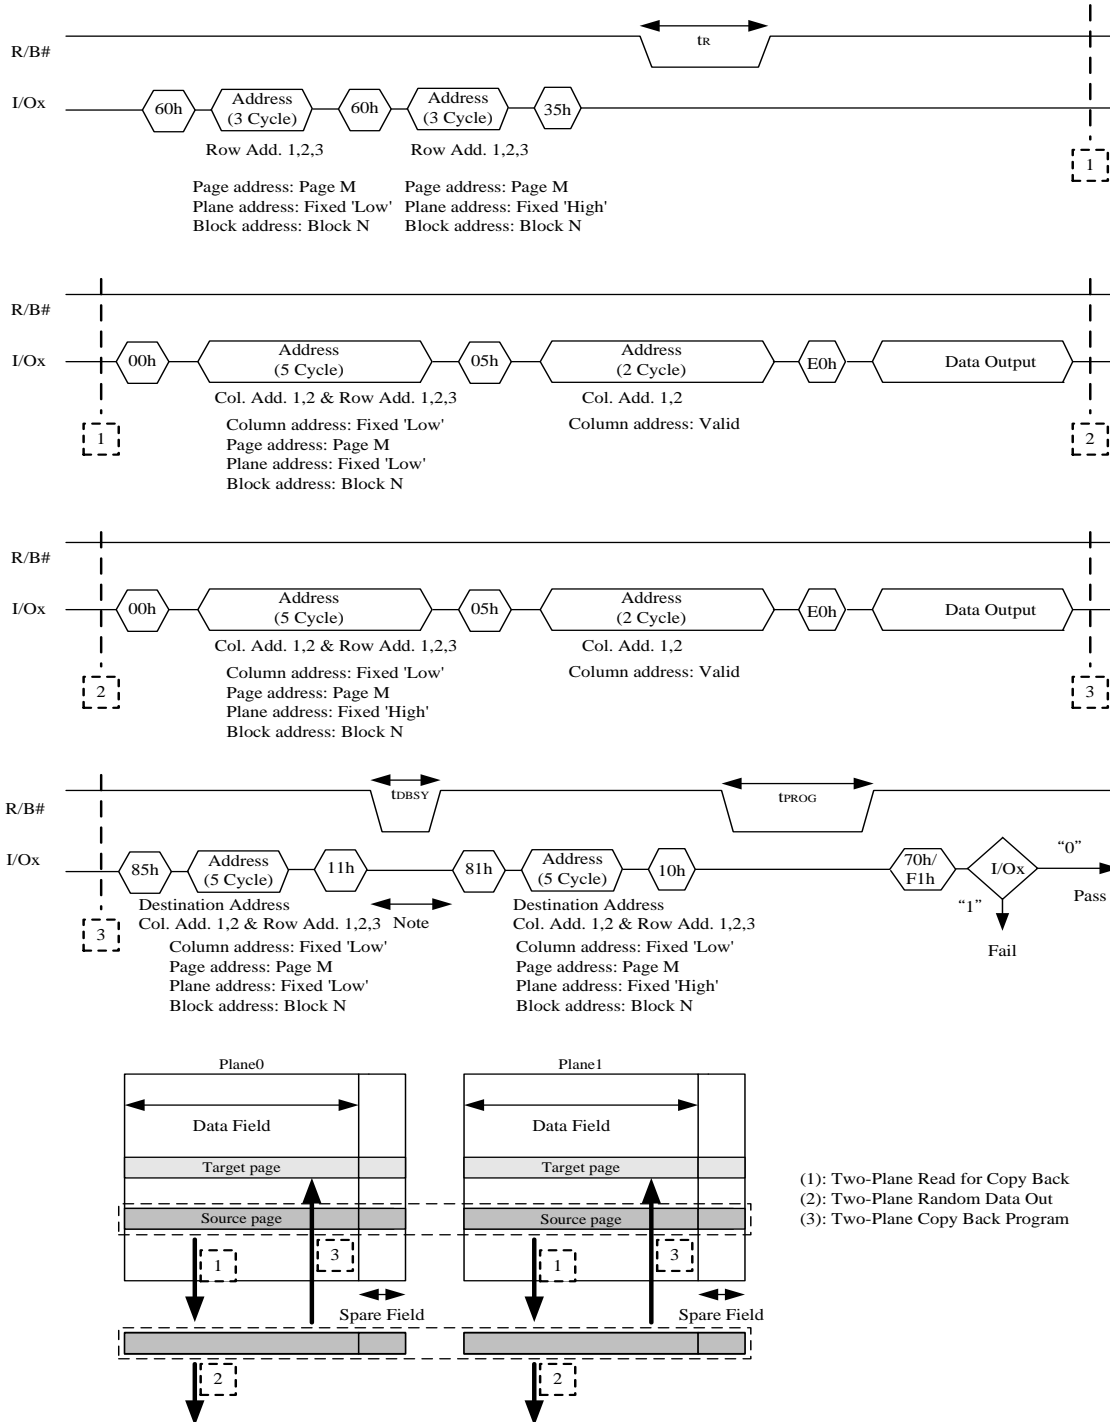 tR
R/B#
1
I/Ox
60h
Address
(3 Cycle)
60h
Address
(3 Cycle)
35h
Row Add. 1,2,3
Row Add. 1,2,3
Page address: Page M
Plane address: Fixed 'Low'
Block address: Block N
Page address: Page M
Plane address: Fixed 'High'
Block address: Block N
R/B#
I/Ox
00h
Address
(5 Cycle)
05h
Address
(2 Cycle)
E0h
Data Output
Col. Add. 1,2 & Row Add. 1,2,3
Col. Add. 1,2
Column address: Fixed 'Low'
Page address: Page M
Plane address: Fixed 'Low'
Block address: Block N
Column address: Valid
1
2
R/B#
I/Ox
00h
Address
(5 Cycle)
05h
Address
(2 Cycle)
E0h
Data Output
Col. Add. 1,2 & Row Add. 1,2,3
Col. Add. 1,2
Column address: Fixed 'Low'
Page address: Page M
Plane address: Fixed 'High'
Block address: Block N
Column address: Valid
2
3
R/B#
tDBSY
tPROG
I/Ox
85h
Address
(5 Cycle)
11h
81h
Address
(5 Cycle)
10h
70h/
F1h
I/Ox
"0"
Pass
"1"
Fail
Destination Address
Col. Add. 1,2 & Row Add. 1,2,3
Note
Destination Address
Col. Add. 1,2 & Row Add. 1,2,3
3
Column address: Fixed 'Low'
Page address: Page M
Plane address: Fixed 'Low'
Block address: Block N
Column address: Fixed 'Low'
Page address: Page M
Plane address: Fixed 'High'
Block address: Block N
Plane0
Plane1
Data Field
Data Field
Target page
Target page
Source page
Source page
1
3
1
3
Spare Field
Spare Field
2
2
(1): Two-Plane Read for Copy Back
(2): Two-Plane Random Data Out
(3): Two-Plane Copy Back Program